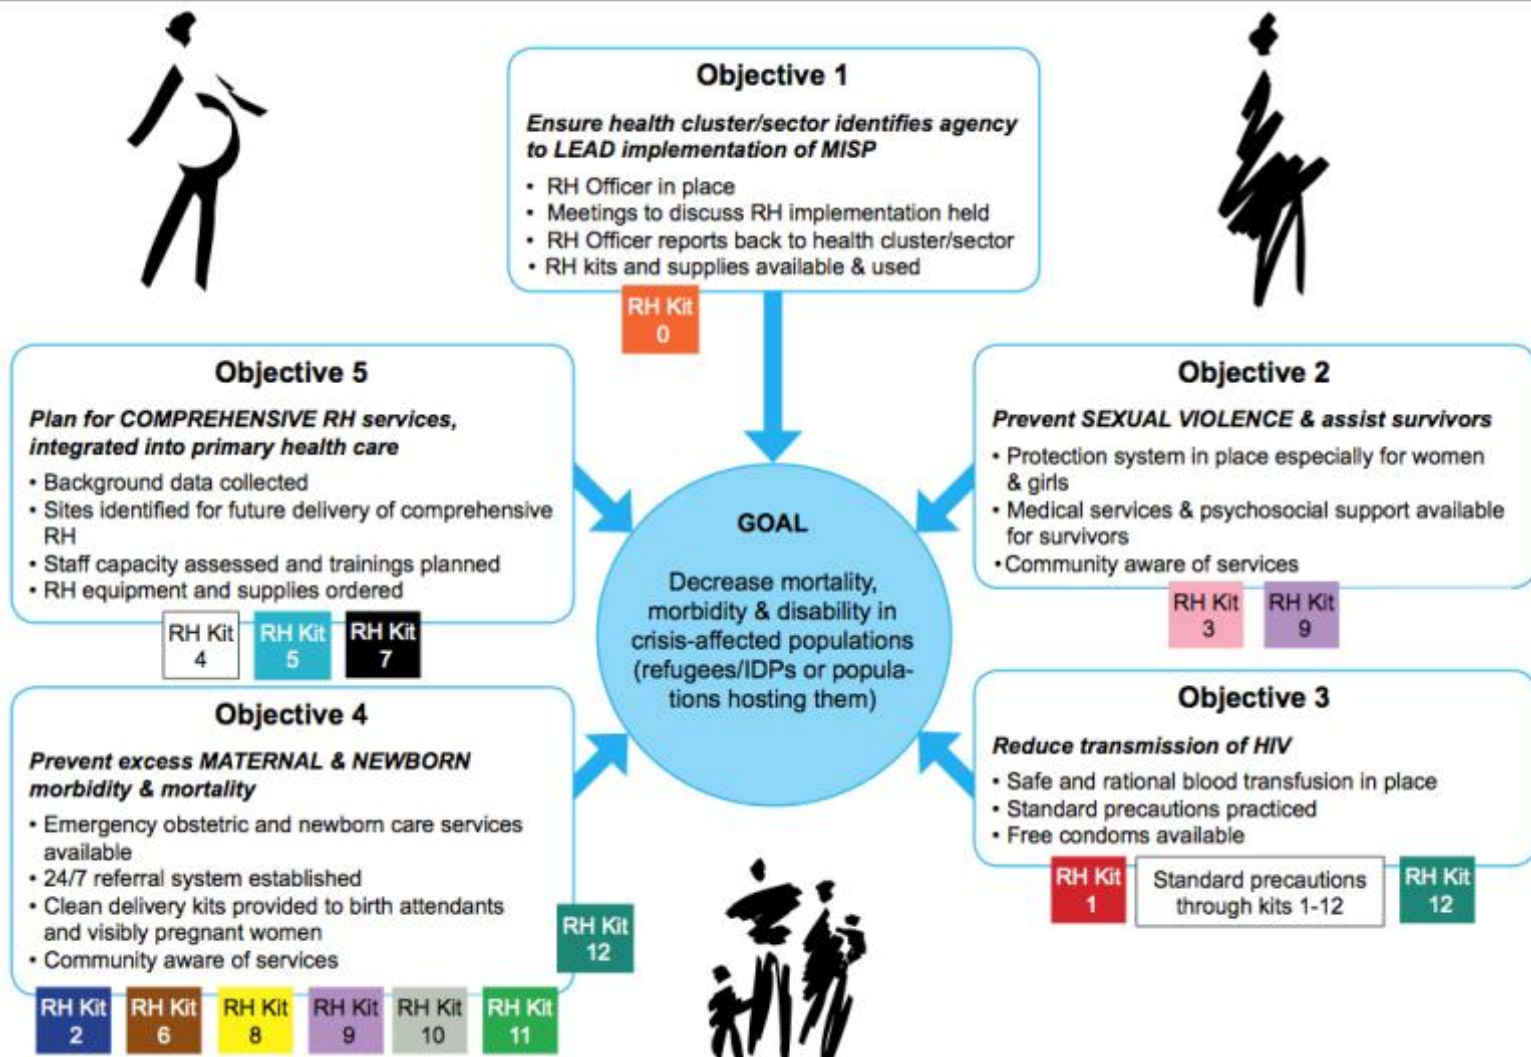 Objective 1
Ensure health cluster/sector identifies agency
to LEAD implementation of MISP
• RH Officer in place
• Meetings to discuss RH implementation held
• RH Officer reports back to health cluster/sector
• RH kits and supplies available & used
RH Kit
0
Objective 5
Plan for COMPREHENSIVE RH services,
integrated into primary health care
• Background data collected
• Sites identified for future delivery of comprehensive
RH
• Staff capacity assessed and trainings planned
• RH equipment and supplies ordered
RH Kit
4
RH Kit
5
RH Kit
7
GOAL
Decrease mortality,
morbidity & disability in
crisis-affected populations
(refugees/IDPs or popula-
tions hosting them)
Objective 2
Prevent SEXUAL VIOLENCE & assist survivors
• Protection system in place especially for women
& girls
• Medical services & psychosocial support available
for survivors
• Community aware of services
RH Kit
3
RH Kit
9
Objective 4
Prevent excess MATERNAL & NEWBORN
morbidity & mortality
• Emergency obstetric and newborn care services
available
• 24/7 referral system established
• Clean delivery kits provided to birth attendants
and visibly pregnant women
• Community aware of services
RH Kit
12
RH Kit
2
RH Kit
6
RH Kit
8
RH Kit
9
RH Kit
10
RH Kit
11
Objective 3
Reduce transmission of HIV
• Safe and rational blood transfusion in place
• Standard precautions practiced
• Free condoms available
RH Kit
1
Standard precautions
through kits 1-12
RH Kit
12